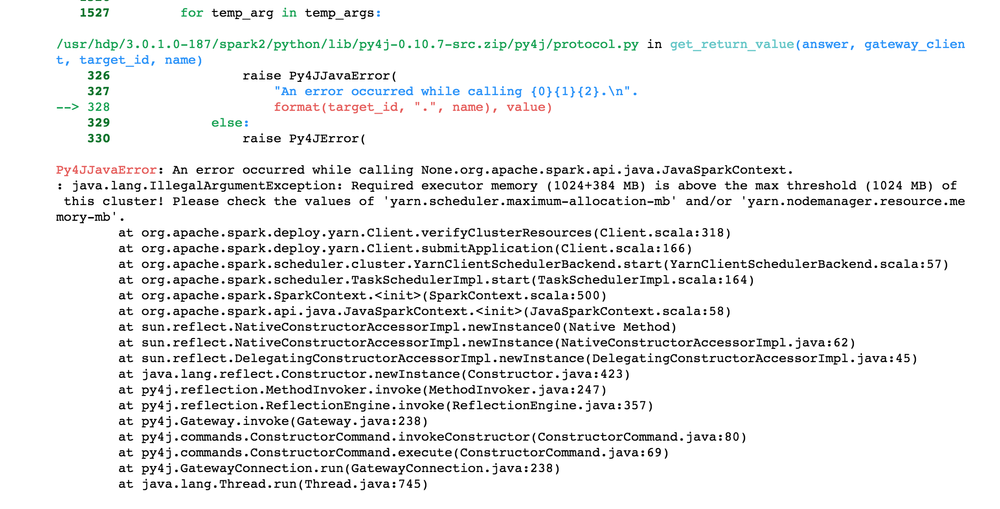 1527         for temp_arg in temp_args:
/usr/hdp/3.0.1.0-187/spark2/python/lib/py4j-0.10.7-src.zip/py4j/protocol.py in get_return_value(answer, gateway_clien
t, target_id, name)
    326                 raise Py4JJavaError(
    327                     "An error occurred while calling {0}{1}{2}.\n".
--> 328                     format(target_id, ".", name), value)
    329             else:
    330                 raise Py4JError(
Py4JJavaError: An error occurred while calling None.org.apache.spark.api.java.JavaSparkContext.
: java.lang.IllegalArgumentException: Required executor memory (1024+384 MB) is above the max threshold (1024 MB) of
 this cluster! Please check the values of 'yarn.scheduler.maximum-allocation-mb' and/or 'yarn.nodemanager.resource.me
mory-mb'.
        at org.apache.spark.deploy.yarn.Client.verifyClusterResources(Client.scala:318)
        at org.apache.spark.deploy.yarn.Client.submitApplication(Client.scala:166)
        at org.apache.spark.scheduler.cluster.YarnClientSchedulerBackend.start(YarnClientSchedulerBackend.scala:57)
        at org.apache.spark.scheduler.TaskSchedulerImpl.start(TaskSchedulerImpl.scala:164)
        at org.apache.spark.SparkContext.<init>(SparkContext.scala:500)
        at org.apache.spark.api.java.JavaSparkContext.<init>(JavaSparkContext.scala:58)
        at sun.reflect.NativeConstructorAccessorImpl.newInstance0(Native Method)
        at sun.reflect.NativeConstructorAccessorImpl.newInstance(NativeConstructorAccessorImpl.java:62)
        at sun.reflect.DelegatingConstructorAccessorImpl.newInstance(DelegatingConstructorAccessorImpl.java:45)
        at java.lang.reflect.Constructor.newInstance(Constructor.java:423)
        at py4j.reflection.MethodInvoker.invoke(MethodInvoker.java:247)
        at py4j.reflection.ReflectionEngine.invoke(ReflectionEngine.java:357)
        at py4j.Gateway.invoke(Gateway.java:238)
        at py4j.commands.ConstructorCommand.invokeConstructor(ConstructorCommand.java:80)
        at py4j.commands.ConstructorCommand.execute(ConstructorCommand.java:69)
        at py4j.GatewayConnection.run(GatewayConnection.java:238)
        at java.lang.Thread.run(Thread.java:745)